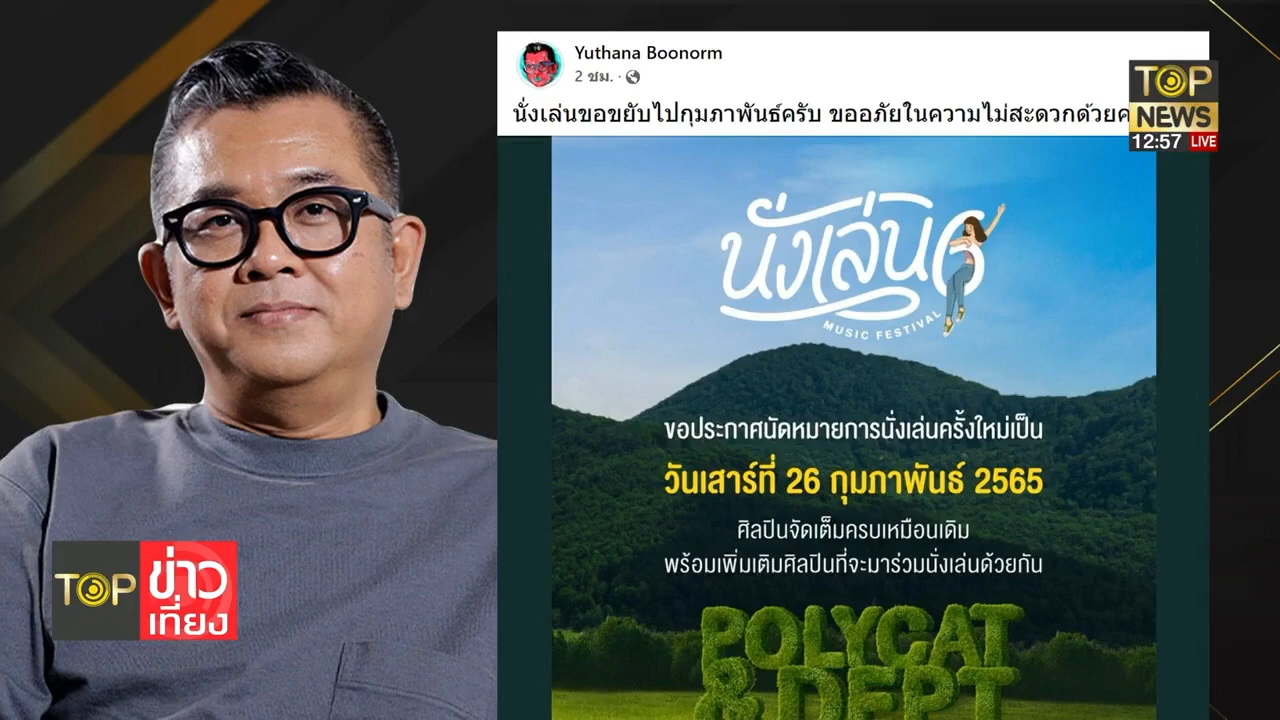 Yuthana Boonorm
2 ชม. ·
นั่งเล่นขอขยับไปกุมภาพันธ์ครับ ขออภัยในความไม่สะดวกด้วยค
TOP
NEWS
12:57 LIVE
นั่งเล่น 6
MUSIC FESTIVAL
ขอประกาศนัดหมายการนั่งเล่นครั้งใหม่เป็น
วันเสาร์ที่ 26 กุมภาพันธ์ 2565
ศิลปินจัดเต็มครบเหมือนเดิม
พร้อมเพิ่มเติมศิลปินที่จะมาร่วมนั่งเล่นด้วยกัน
POLYCAT
& DEPT
TOP ข่าว
เที่ยง